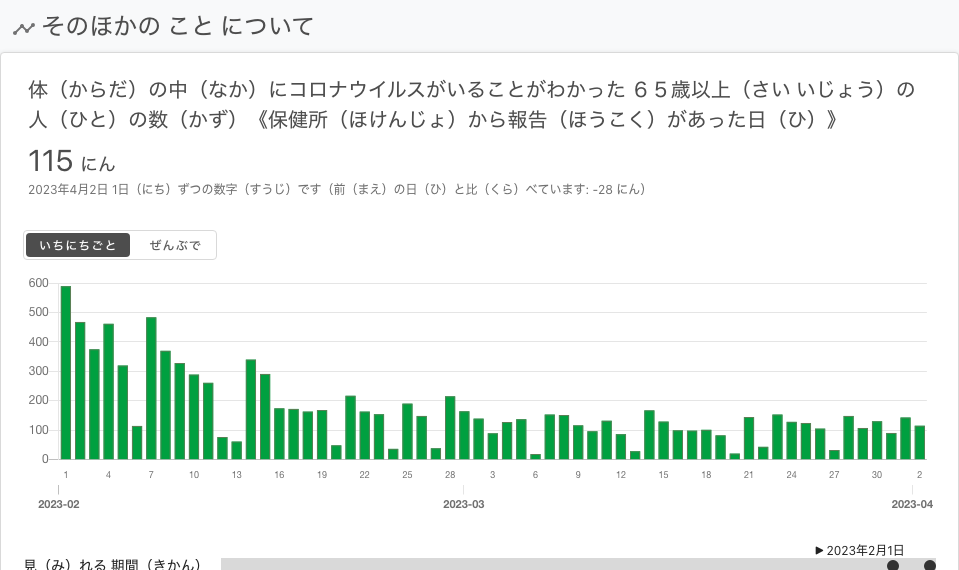 そのほかの こと について
体（からだ）の中（なか）にコロナウイルスがいることがわかった ６５歳以上（さい いじょう）の
人（ひと）の数（かず）《保健所（ほけんじょ）から報告（ほうこく）があった日（ひ）》
115 にん
2023年4月2日 1日（にち）ずつの数字（すうじ）です（前（まえ）の日（ひ）と比（くら）べています: -28 にん）
いちにちごと ぜんぶで
600
500
400
300
200
100
0
1 4 7 10 13 16 19 22 25 28 3 6 9 12 15 18 21 24 27 30 2
2023-02 2023-03 2023-04
▶ 2023年2月1日
見（み）れる 期間（きかん）